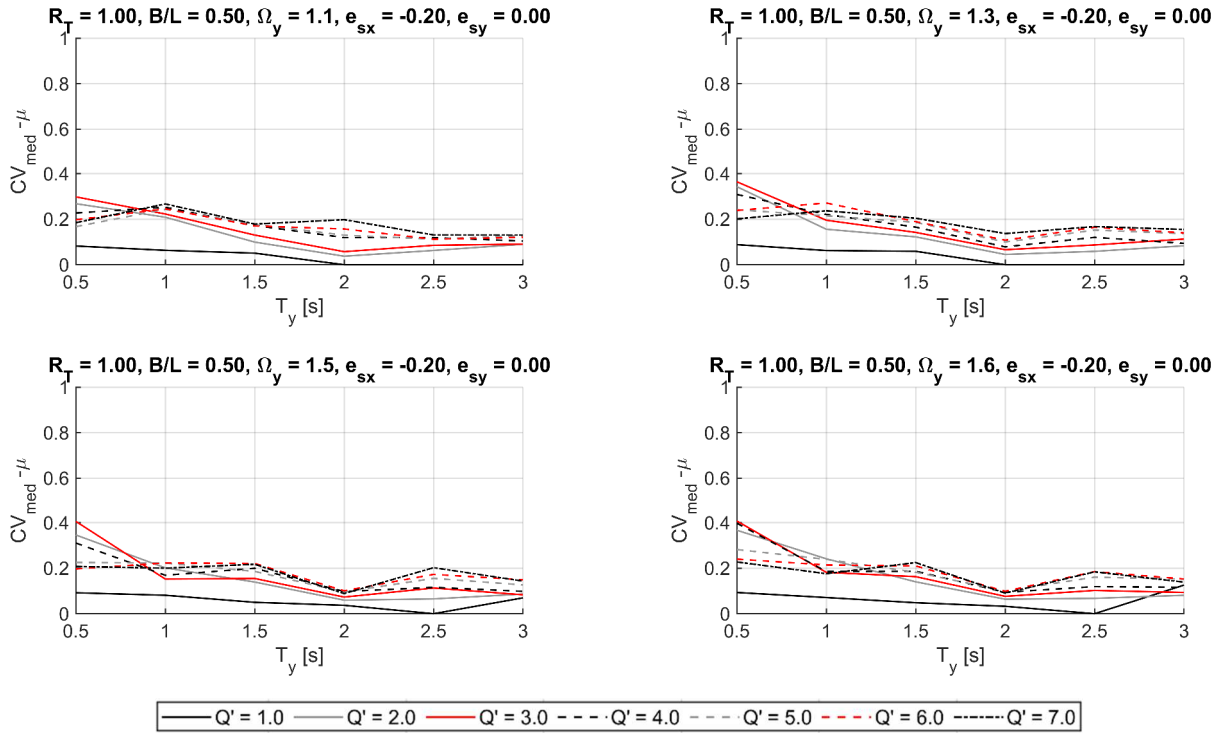 R_T = 1.00, B/L = 0.50, Ω_y = 1.1, e_sx = -0.20, e_sy = 0.00
1
0.8
0.6
0.4
0.2
0
CV_med -μ
0.5 1 1.5 2 2.5 3
T_y [s]
R_T = 1.00, B/L = 0.50, Ω_y = 1.3, e_sx = -0.20, e_sy = 0.00
1
0.8
0.6
0.4
0.2
0
CV_med -μ
0.5 1 1.5 2 2.5 3
T_y [s]
R_T = 1.00, B/L = 0.50, Ω_y = 1.5, e_sx = -0.20, e_sy = 0.00
1
0.8
0.6
0.4
0.2
0
CV_med -μ
0.5 1 1.5 2 2.5 3
T_y [s]
R_T = 1.00, B/L = 0.50, Ω_y = 1.6, e_sx = -0.20, e_sy = 0.00
1
0.8
0.6
0.4
0.2
0
CV_med -μ
0.5 1 1.5 2 2.5 3
T_y [s]
Q' = 1.0 Q' = 2.0 Q' = 3.0 Q' = 4.0 Q' = 5.0 Q' = 6.0 Q' = 7.0